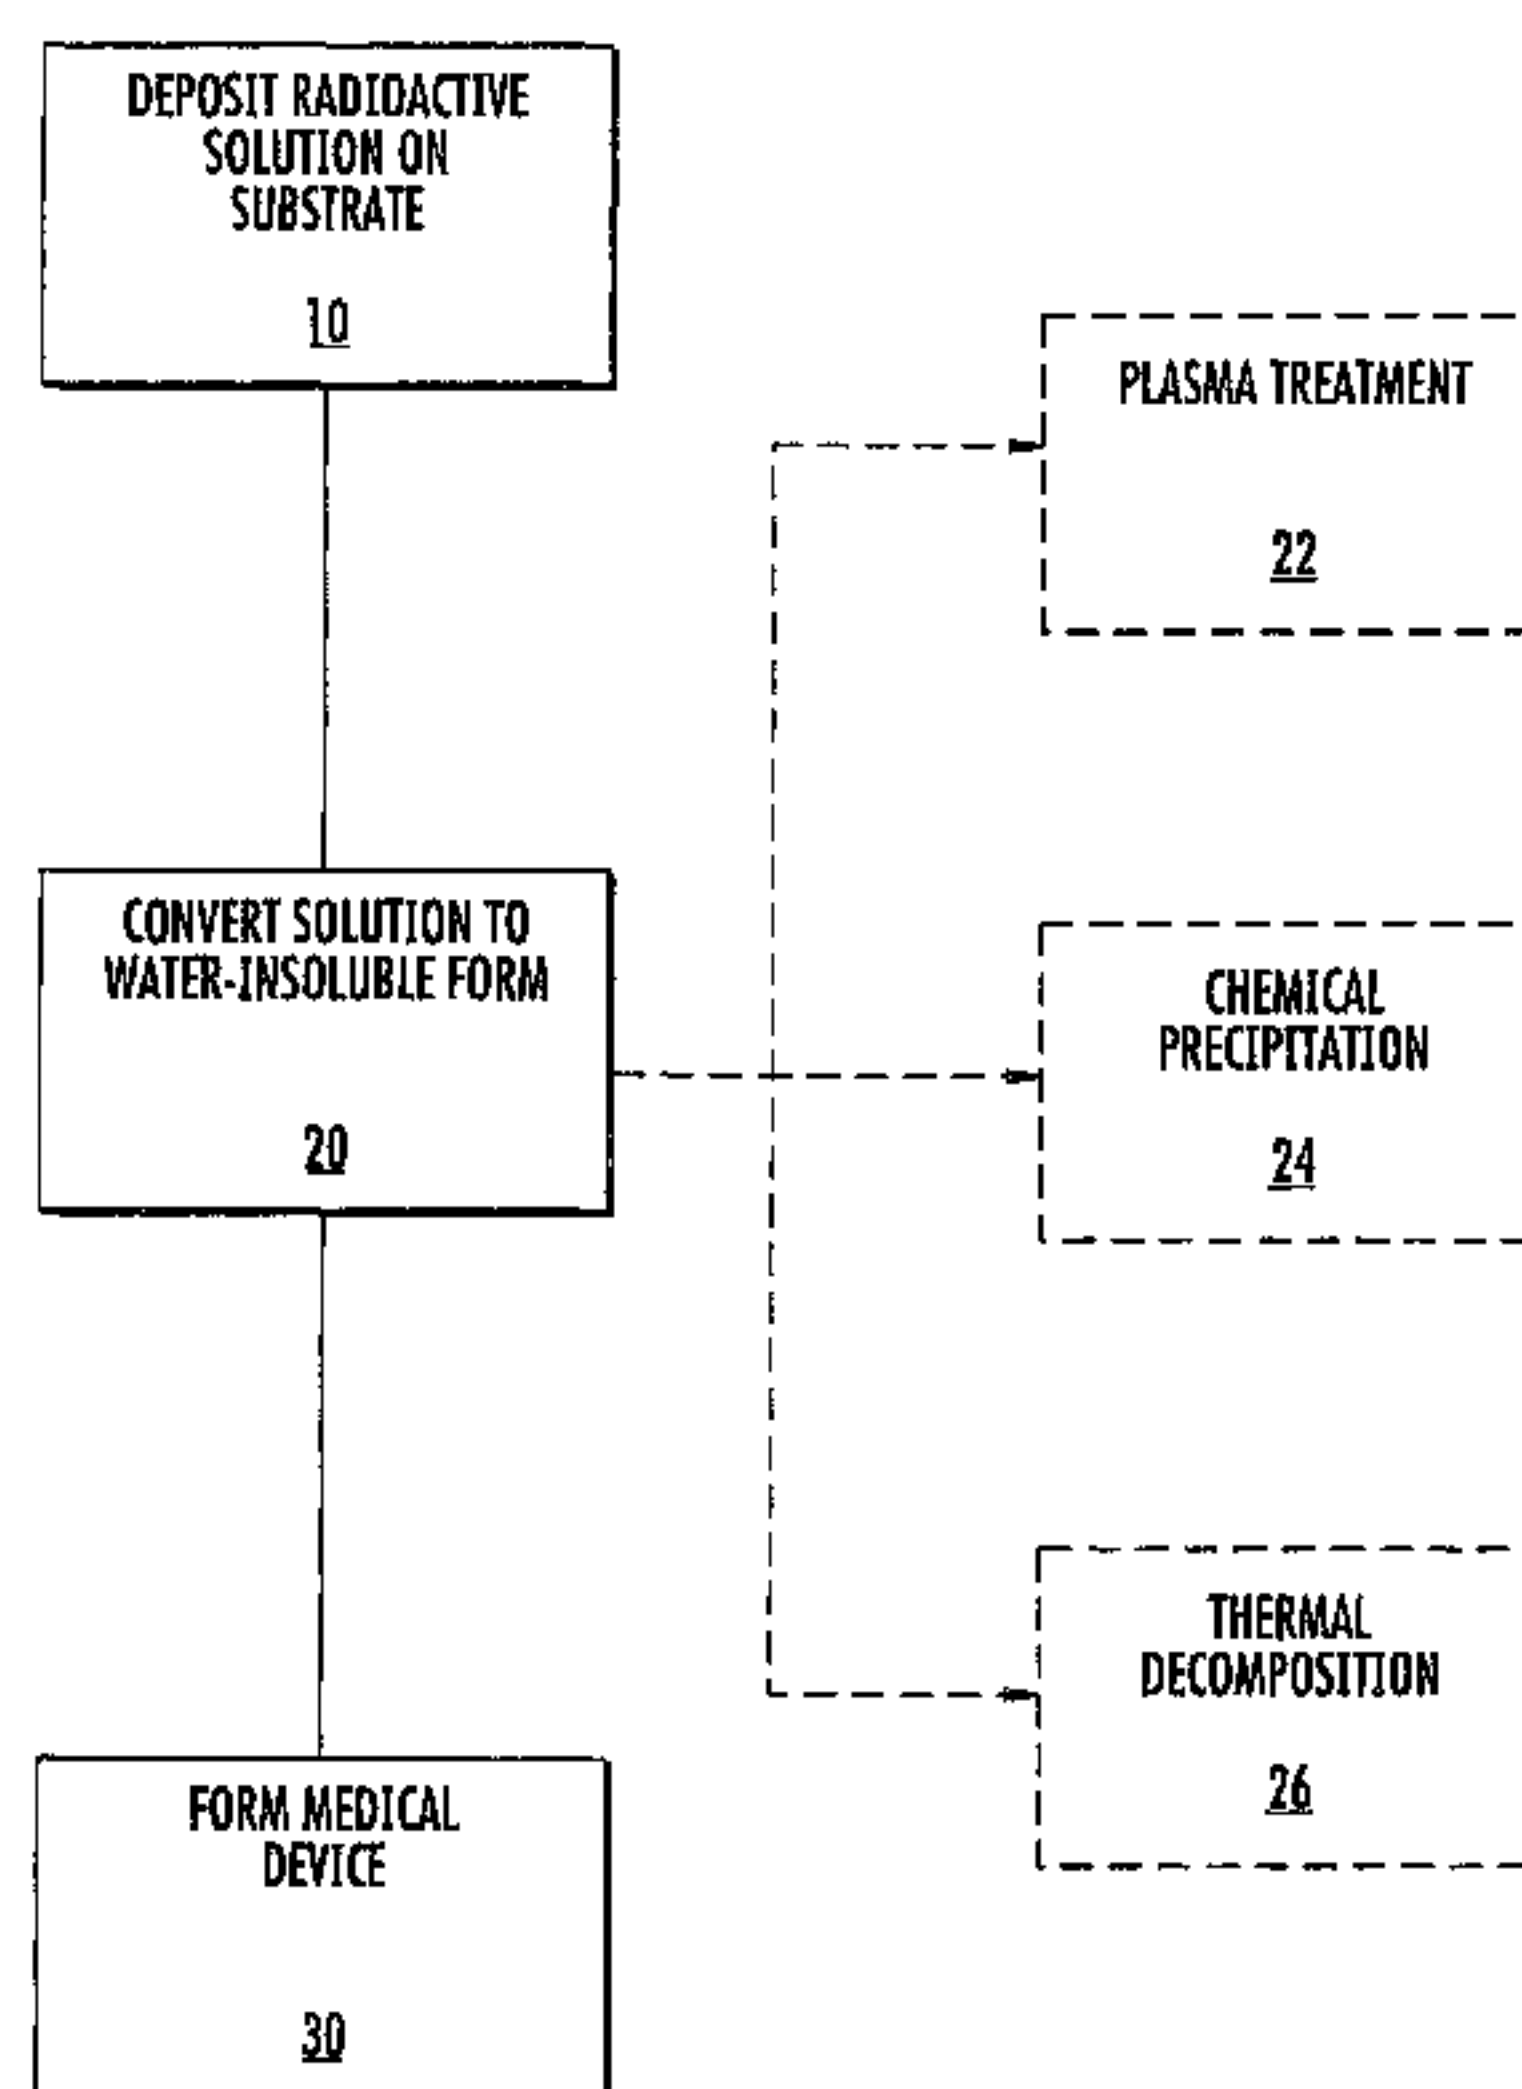 DEPOSIT RADIOACTIVE
SOLUTION ON
SUBSTRATE
10
PLASMA TREATMENT
22
CONVERT SOLUTION TO
WATER-INSOLUBLE FORM
20
CHEMICAL
PRECIPITATION
24
THERMAL
DECOMPOSITION
26
FORM MEDICAL
DEVICE
30